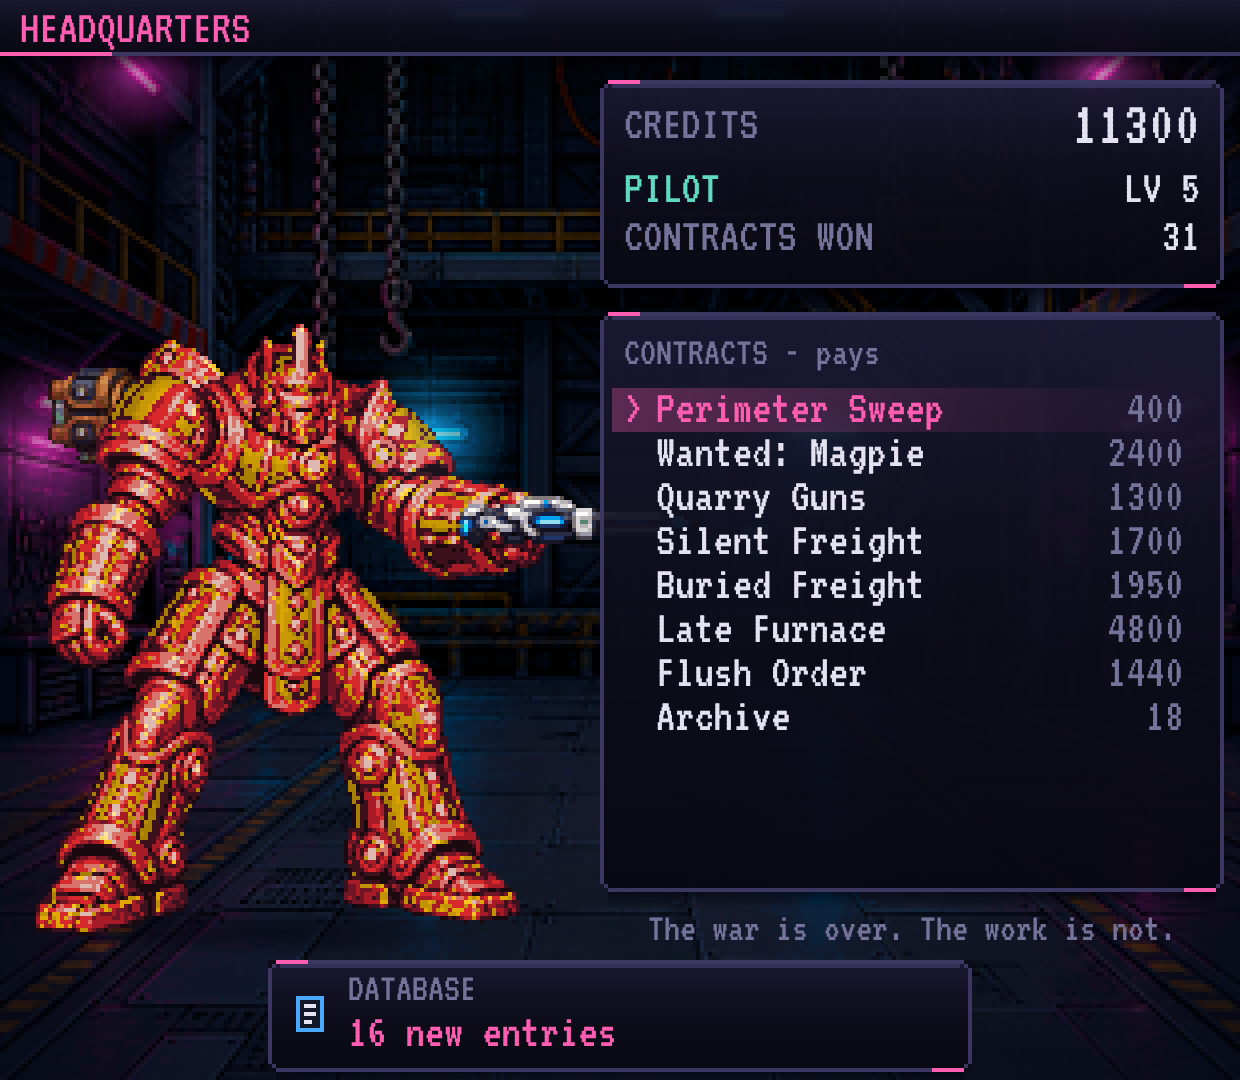 HEADQUARTERS
CREDITS 11300
PILOT LV 5
CONTRACTS WON 31
CONTRACTS - pays
> Perimeter Sweep 400
Wanted: Magpie 2400
Quarry Guns 1300
Silent Freight 1700
Buried Freight 1950
Late Furnace 4800
Flush Order 1440
Archive 18
The war is over. The work is not.
DATABASE
16 new entries